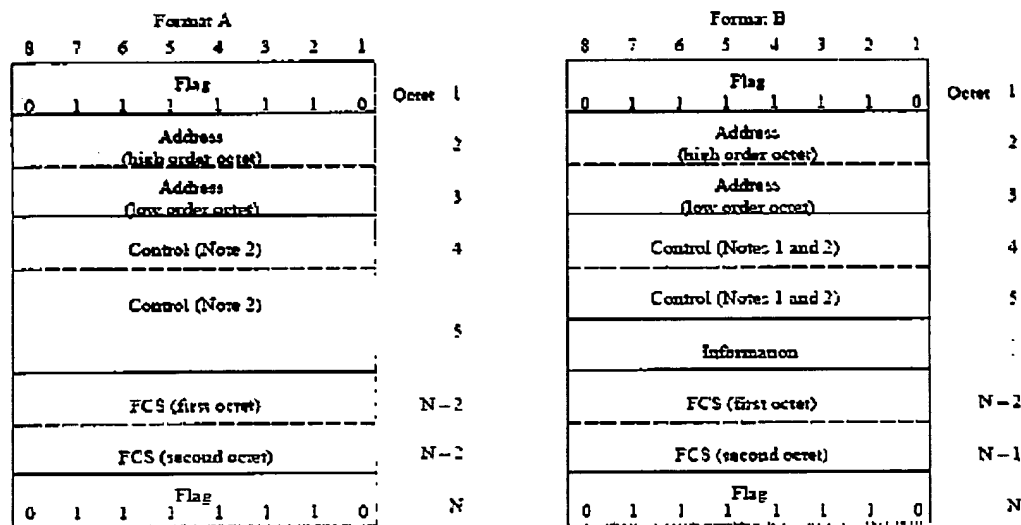 Format A
8 7 6 5 4 3 2 1
Flag
0 1 1 1 1 1 1 0
Octet 1
Address
(high order octet)
2
Address
(low order octet)
3
Control (Note 2)
4
Control (Note 2)
5
FCS (first octet)
N–2
FCS (second octet)
N–2
Flag
0 1 1 1 1 1 1 0
N
Format B
8 7 6 5 4 3 2 1
Flag
0 1 1 1 1 1 1 0
Octet 1
Address
(high order octet)
2
Address
(low order octet)
3
Control (Notes 1 and 2)
4
Control (Notes 1 and 2)
5
Information
FCS (first octet)
N–2
FCS (second octet)
N–1
Flag
0 1 1 1 1 1 1 0
N